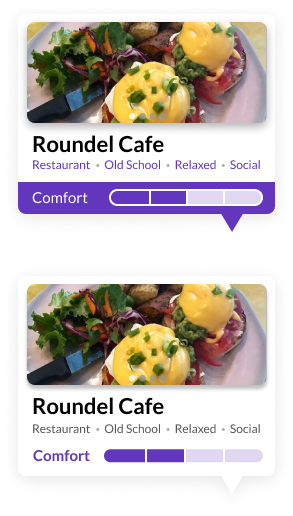 Roundel Cafe
Restaurant • Old School • Relaxed • Social
Comfort
Roundel Cafe
Restaurant • Old School • Relaxed • Social
Comfort